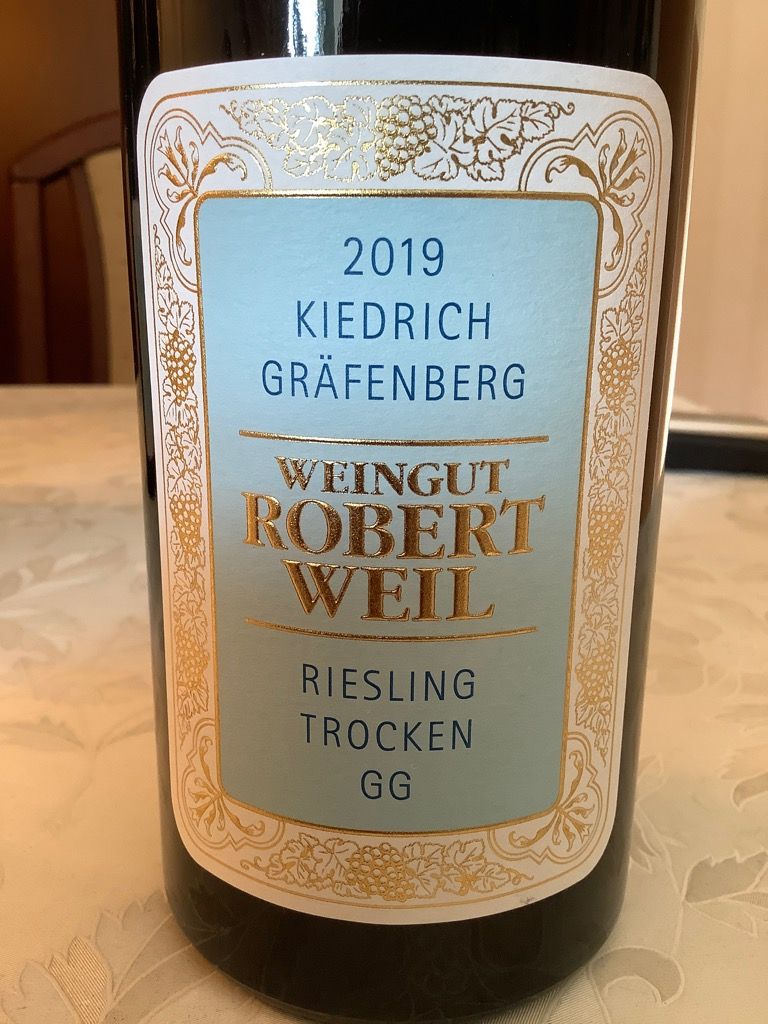 2019
KIEDRICH
GRÄFENBERG
WEINGUT
ROBERT
WEIL
RIESLING
TROCKEN
GG